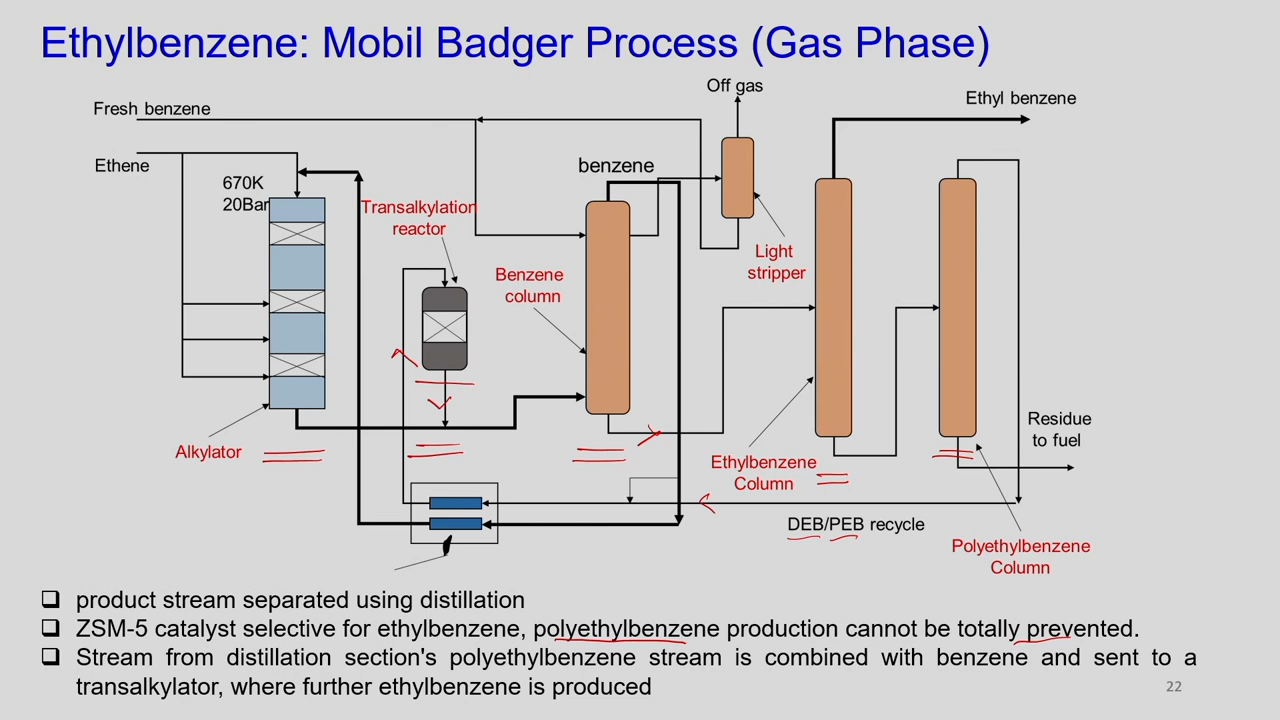 Ethylbenzene: Mobil Badger Process (Gas Phase)
Off gas
Fresh benzene
Ethyl benzene
Ethene
benzene
670K
20Bar
Transalkylation
reactor
Light
stripper
Benzene
column
Residue
to fuel
Alkylator
Ethylbenzene
Column
DEB/PEB recycle
Polyethylbenzene
Column
❑ product stream separated using distillation
❑ ZSM-5 catalyst selective for ethylbenzene, polyethylbenzene production cannot be totally prevented.
❑ Stream from distillation section's polyethylbenzene stream is combined with benzene and sent to a
transalkylator, where further ethylbenzene is produced
22